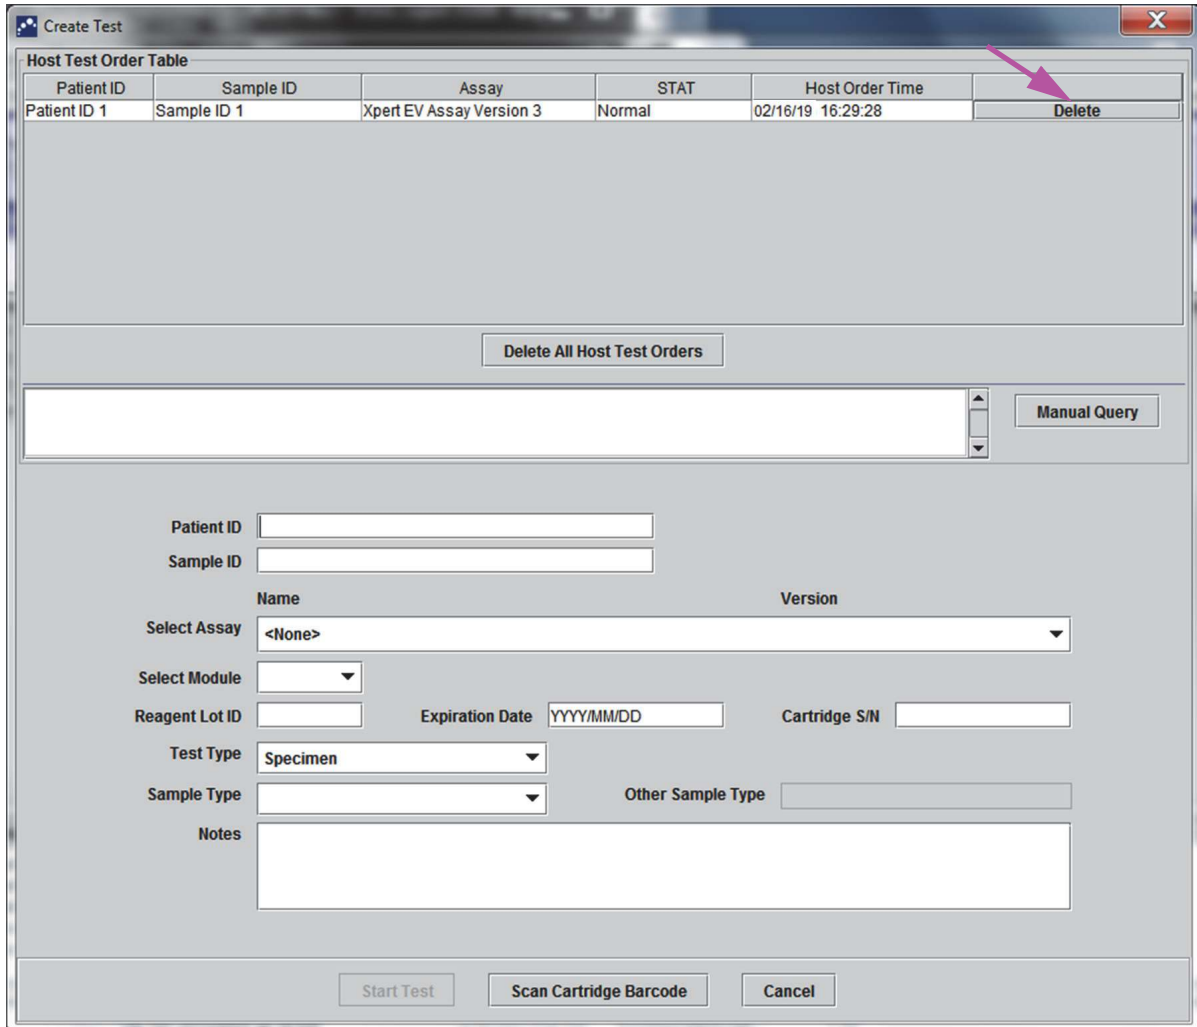 Create Test
Host Test Order Table
Patient ID Sample ID Assay STAT Host Order Time
Patient ID 1 Sample ID 1 Xpert EV Assay Version 3 Normal 02/16/19 16:29:28 Delete
Delete All Host Test Orders
Manual Query
Patient ID
Sample ID
Name Version
Select Assay <None>
Select Module
Reagent Lot ID Expiration Date YYYY/MM/DD Cartridge S/N
Test Type Specimen
Sample Type Other Sample Type
Notes
Start Test Scan Cartridge Barcode Cancel